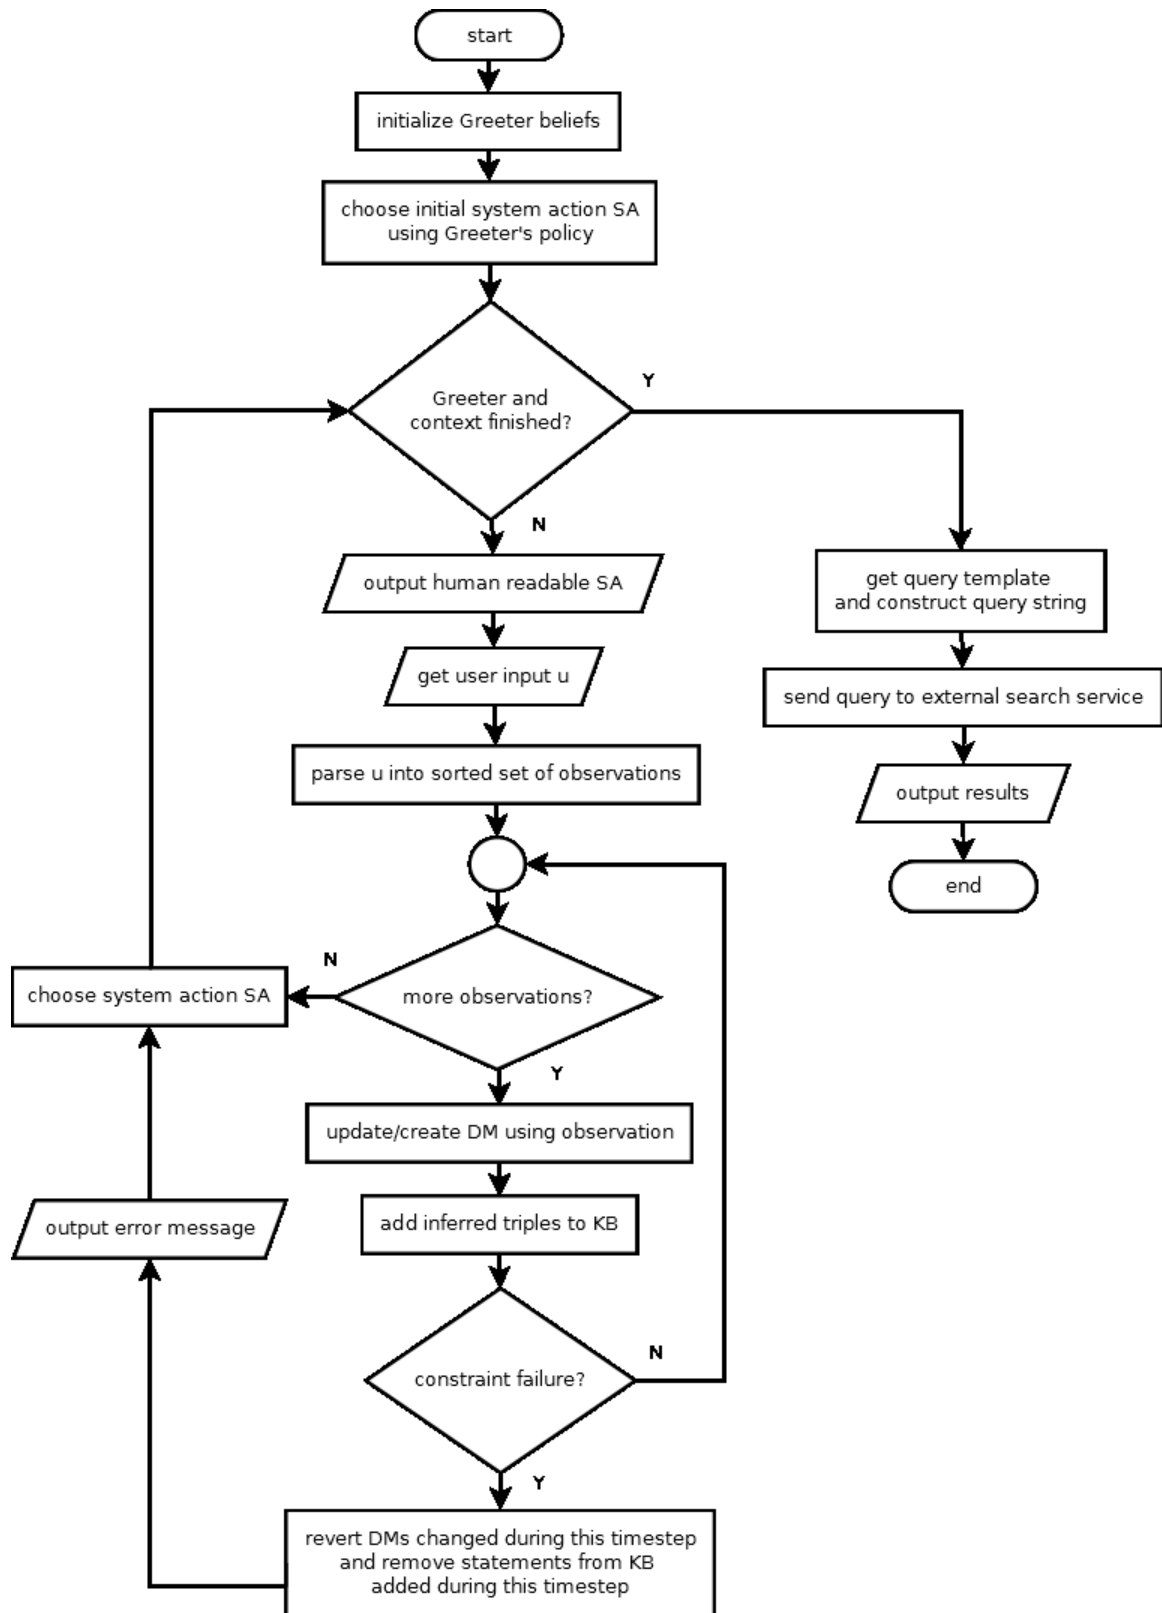 start
initialize Greeter beliefs
choose initial system action SA
using Greeter's policy
Greeter and
context finished?
Y
N
output human readable SA
get user input u
parse u into sorted set of observations
get query template
and construct query string
send query to external search service
output results
end
more observations?
N
Y
choose system action SA
update/create DM using observation
add inferred triples to KB
output error message
constraint failure?
N
Y
revert DMs changed during this timestep
and remove statements from KB
added during this timestep